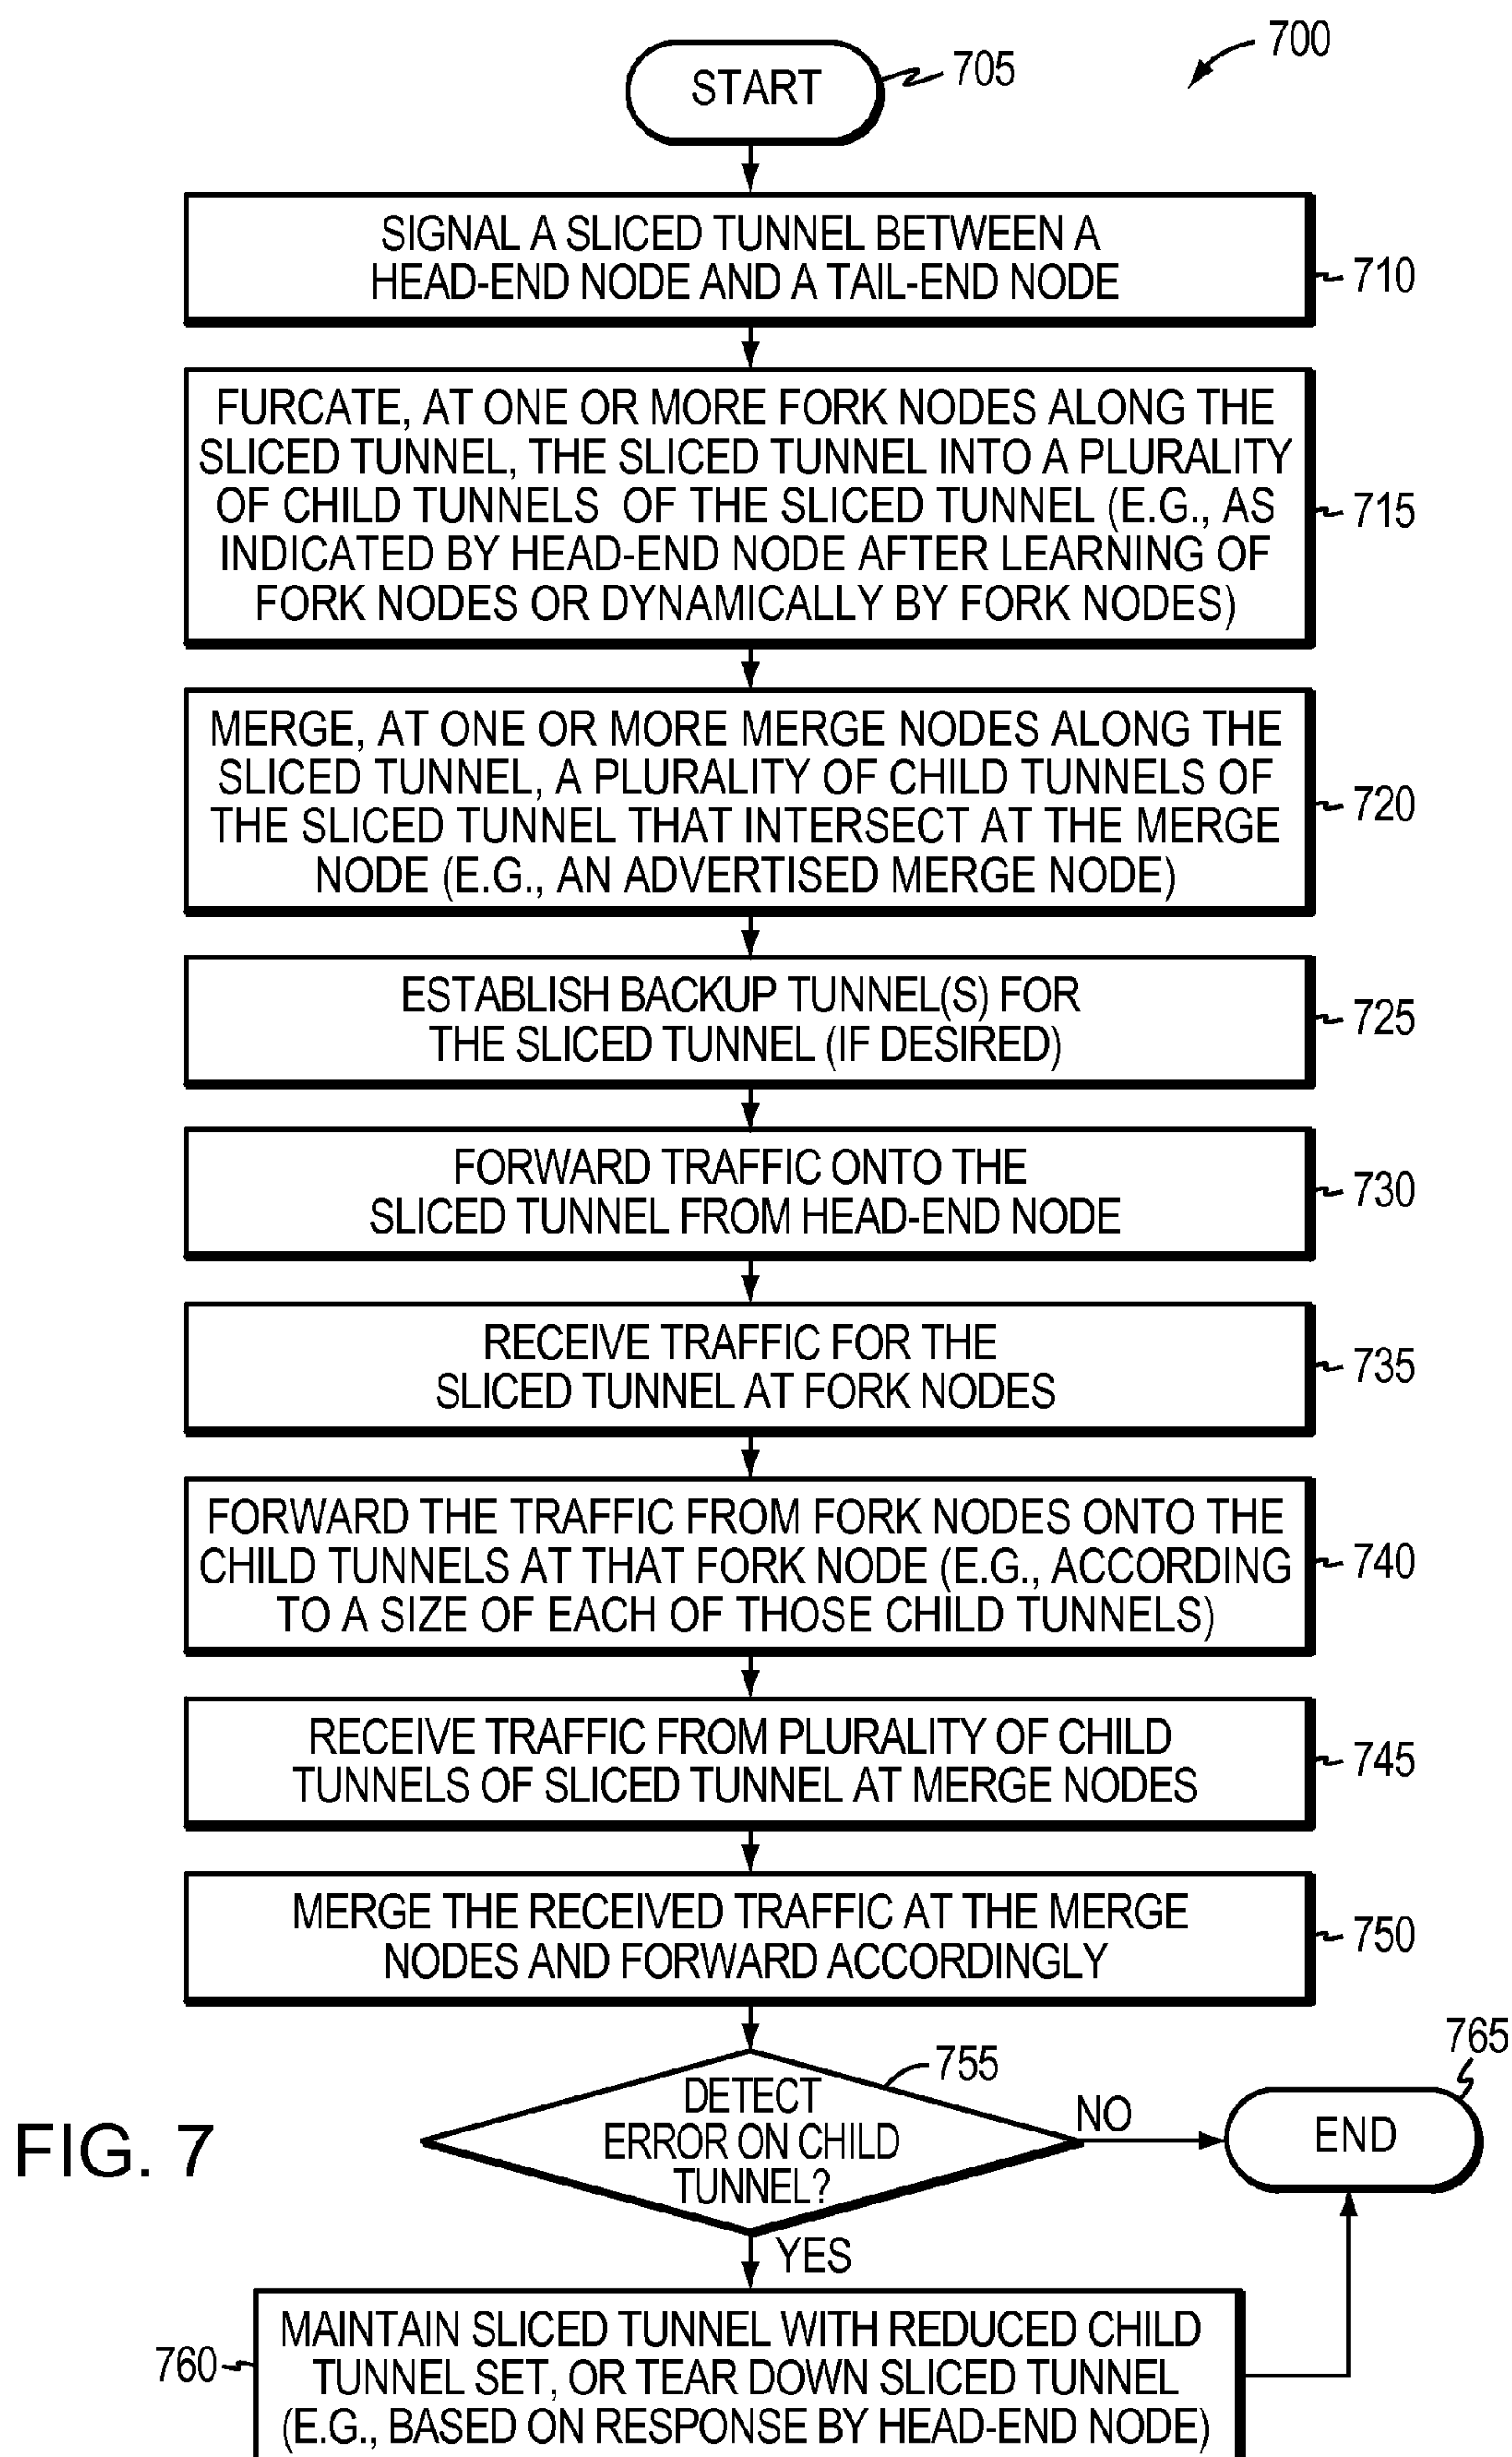 700
START
705
SIGNAL A SLICED TUNNEL BETWEEN A
HEAD-END NODE AND A TAIL-END NODE
710
FURCATE, AT ONE OR MORE FORK NODES ALONG THE
SLICED TUNNEL, THE SLICED TUNNEL INTO A PLURALITY
OF CHILD TUNNELS OF THE SLICED TUNNEL (E.G., AS
INDICATED BY HEAD-END NODE AFTER LEARNING OF
FORK NODES OR DYNAMICALLY BY FORK NODES)
715
MERGE, AT ONE OR MORE MERGE NODES ALONG THE
SLICED TUNNEL, A PLURALITY OF CHILD TUNNELS OF
THE SLICED TUNNEL THAT INTERSECT AT THE MERGE
NODE (E.G., AN ADVERTISED MERGE NODE)
720
ESTABLISH BACKUP TUNNEL(S) FOR
THE SLICED TUNNEL (IF DESIRED)
725
FORWARD TRAFFIC ONTO THE
SLICED TUNNEL FROM HEAD-END NODE
730
RECEIVE TRAFFIC FOR THE
SLICED TUNNEL AT FORK NODES
735
FORWARD THE TRAFFIC FROM FORK NODES ONTO THE
CHILD TUNNELS AT THAT FORK NODE (E.G., ACCORDING
TO A SIZE OF EACH OF THOSE CHILD TUNNELS)
740
RECEIVE TRAFFIC FROM PLURALITY OF CHILD
TUNNELS OF SLICED TUNNEL AT MERGE NODES
745
MERGE THE RECEIVED TRAFFIC AT THE MERGE
NODES AND FORWARD ACCORDINGLY
750
DETECT
ERROR ON CHILD
TUNNEL?
755
NO
END
765
FIG. 7
YES
MAINTAIN SLICED TUNNEL WITH REDUCED CHILD
TUNNEL SET, OR TEAR DOWN SLICED TUNNEL
(E.G., BASED ON RESPONSE BY HEAD-END NODE)
760